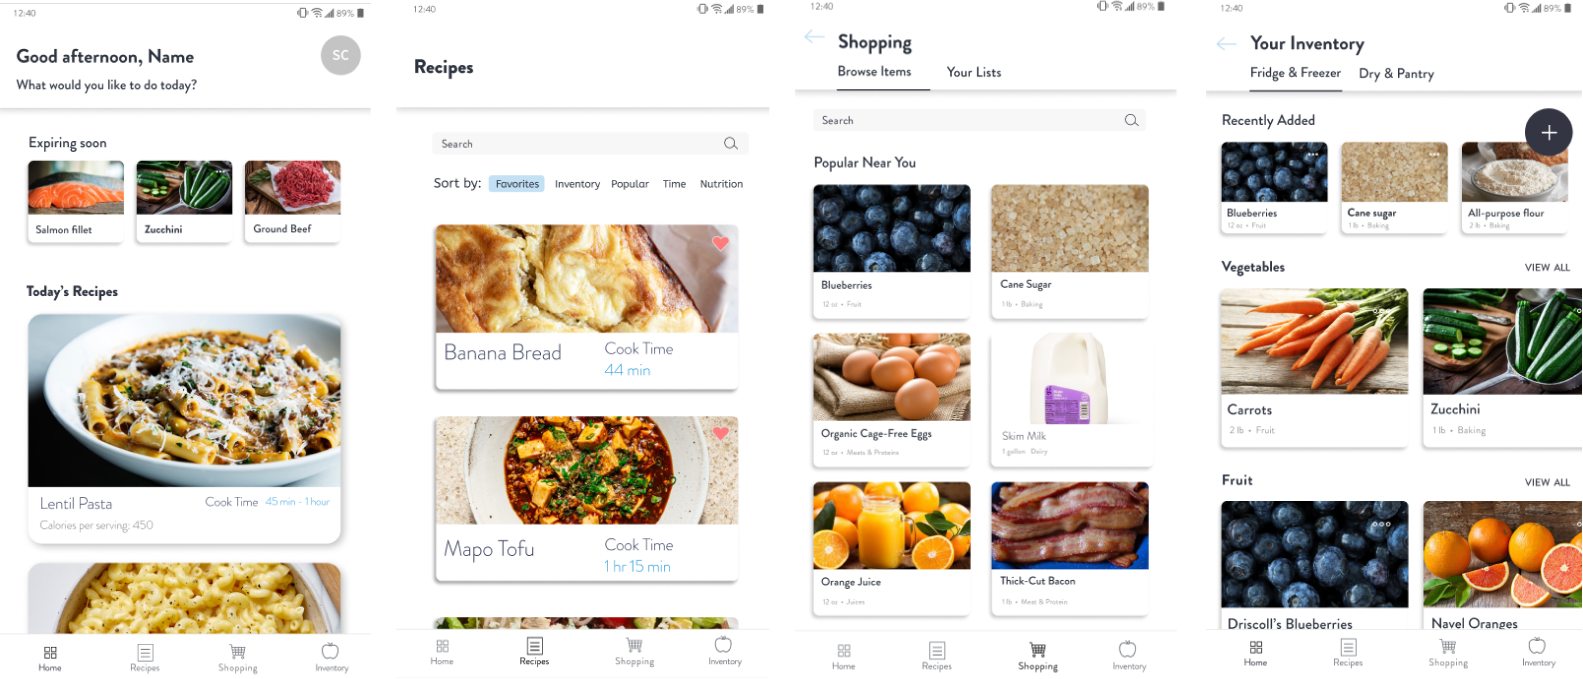 12:40
89%
Good afternoon, Name
SC
What would you like to do today?
Expiring soon
Salmon fillet
Zucchini
Ground Beef
Today's Recipes
Lentil Pasta
Cook Time 45 min - 1 hour
Calories per serving: 450
Home
Recipes
Shopping
Inventory
12:40
89%
Recipes
Search
Sort by: Favorites Inventory Popular Time Nutrition
Banana Bread
Cook Time
44 min
Mapo Tofu
Cook Time
1 hr 15 min
Home
Recipes
Shopping
Inventory
12:40
89%
Shopping
Browse Items
Your Lists
Search
Popular Near You
Blueberries
12 oz • Fruit
Cane Sugar
1 lb • Baking
Organic Cage-Free Eggs
12 oz • Meats & Proteins
Skim Milk
1 gallon Dairy
Orange Juice
12 oz • Juices
Thick-Cut Bacon
1 lb • Meat & Protein
Home
Recipes
Shopping
Inventory
12:40
89%
Your Inventory
Fridge & Freezer
Dry & Pantry
Recently Added
Blueberries
12 oz • Fruit
Cane sugar
1 lb • Baking
All-purpose flour
2 lb • Baking
Vegetables
VIEW ALL
Carrots
2 lb • Fruit
Zucchini
1 lb • Baking
Fruit
VIEW ALL
Driscoll's Blueberries
Navel Oranges
Home
Recipes
Shopping
Inventory